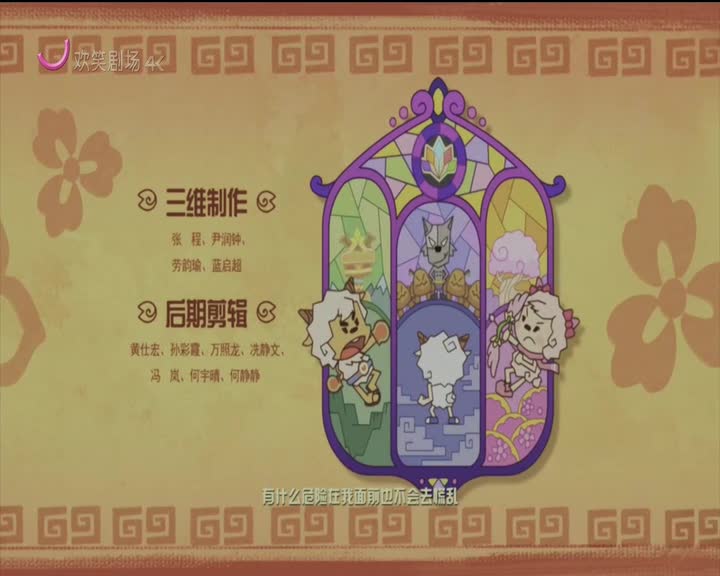 欢笑剧场 4K
三维制作
张 程、尹润钟、
劳韵瑜、蓝启超
后期剪辑
黄仕宏、孙彩霞、万照龙、冼静文、
冯 岚、何宇晴、何静静
有什么危险在我面前也不会去慌乱